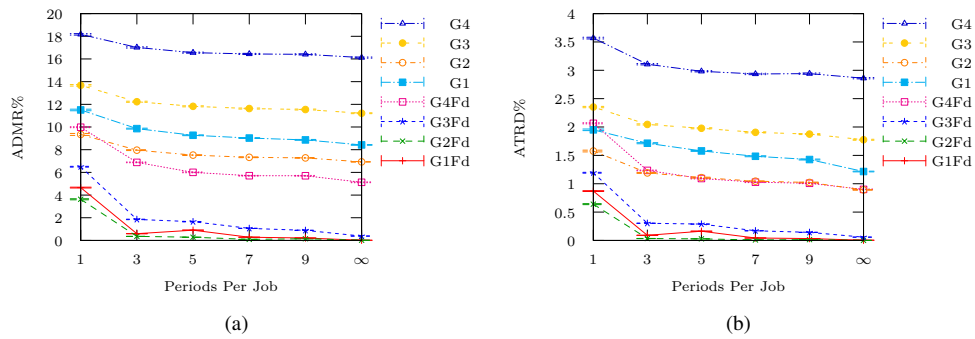 ADMR%
20
18
16
14
12
10
8
6
4
2
0
1 3 5 7 9 ∞
Periods Per Job
G4
G3
G2
G1
G4Fd
G3Fd
G2Fd
G1Fd
(a)
ATRD%
4
3.5
3
2.5
2
1.5
1
0.5
0
1 3 5 7 9 ∞
Periods Per Job
G4
G3
G2
G1
G4Fd
G3Fd
G2Fd
G1Fd
(b)